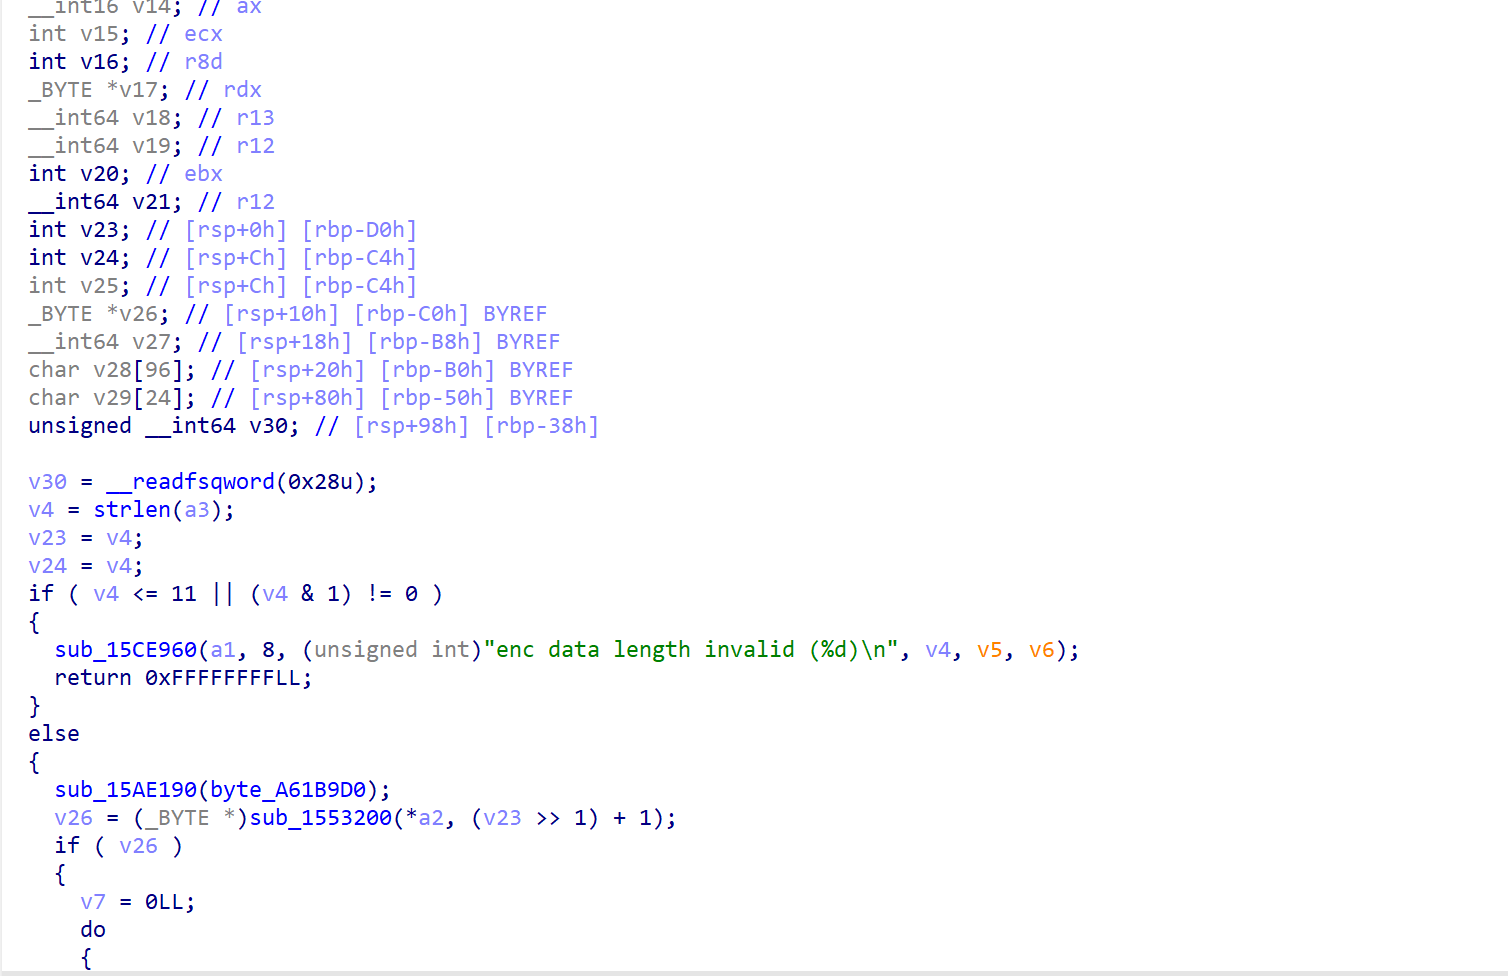 __int16 v14; // ax
int v15; // ecx
int v16; // r8d
_BYTE *v17; // rdx
__int64 v18; // r13
__int64 v19; // r12
int v20; // ebx
__int64 v21; // r12
int v23; // [rsp+0h] [rbp-D0h]
int v24; // [rsp+Ch] [rbp-C4h]
int v25; // [rsp+Ch] [rbp-C4h]
_BYTE *v26; // [rsp+10h] [rbp-C0h] BYREF
__int64 v27; // [rsp+18h] [rbp-B8h] BYREF
char v28[96]; // [rsp+20h] [rbp-B0h] BYREF
char v29[24]; // [rsp+80h] [rbp-50h] BYREF
unsigned __int64 v30; // [rsp+98h] [rbp-38h]
v30 = __readfsqword(0x28u);
v4 = strlen(a3);
v23 = v4;
v24 = v4;
if ( v4 <= 11 || (v4 & 1) != 0 )
{
sub_15CE960(a1, 8, (unsigned int)"enc data length invalid (%d)\n", v4, v5, v6);
return 0xFFFFFFFFLL;
}
else
{
sub_15AE190(byte_A61B9D0);
v26 = (_BYTE *)sub_1553200(*a2, (v23 >> 1) + 1);
if ( v26 )
{
v7 = 0LL;
do
{